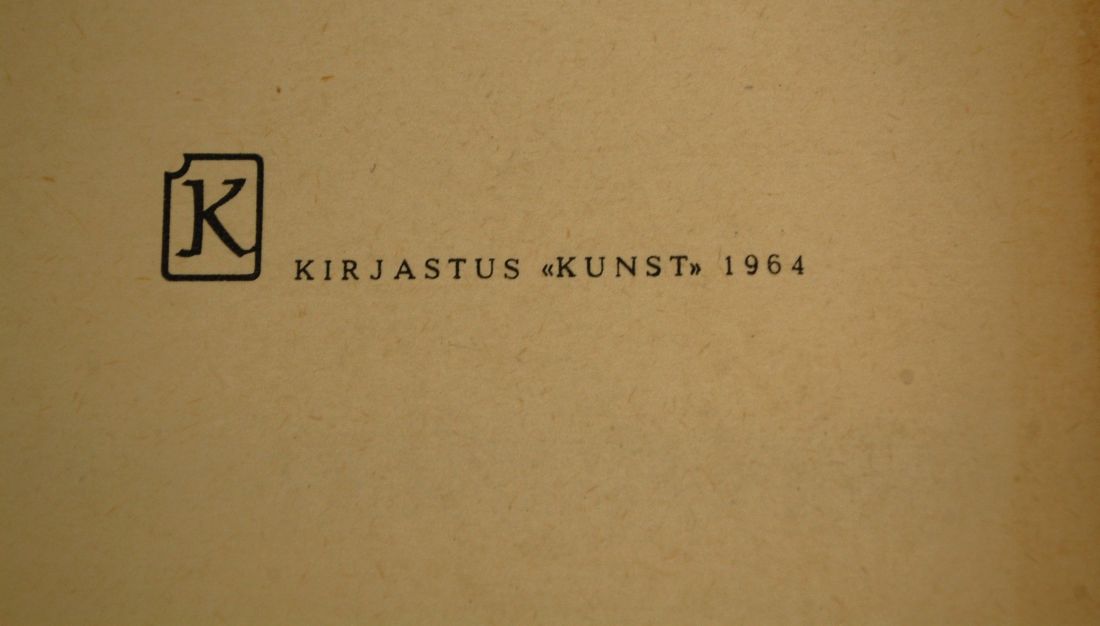 K
KIRJASTUS «KUNST» 1964